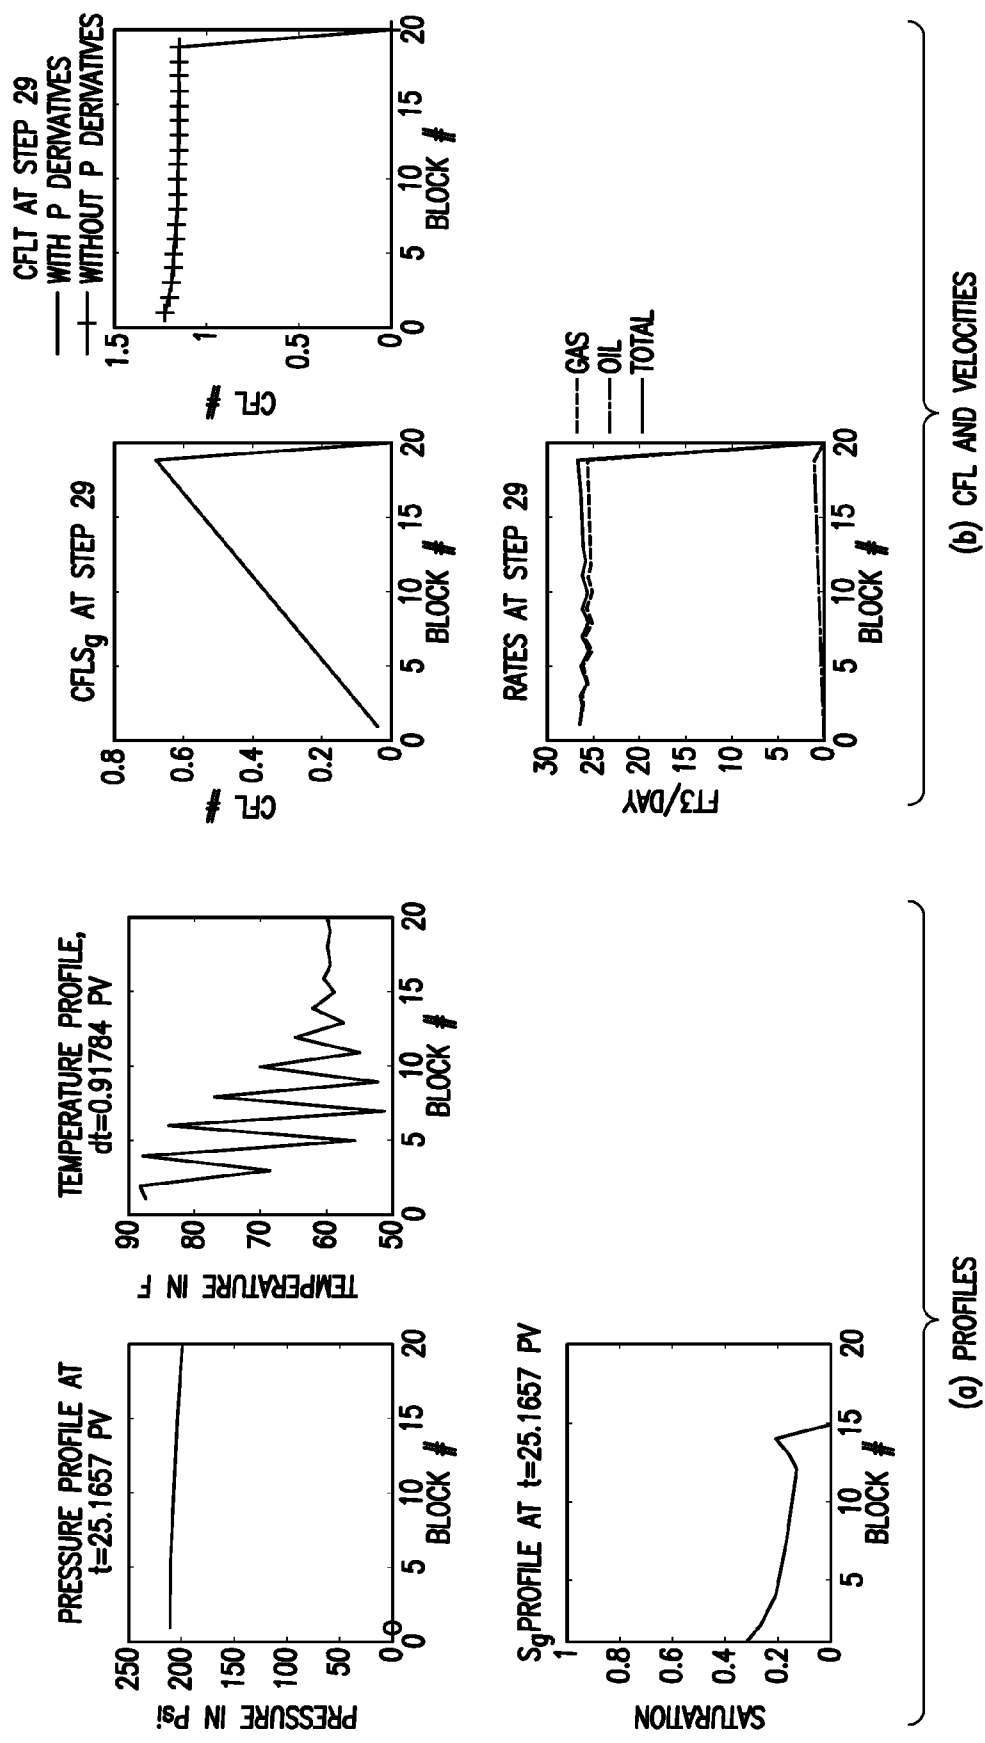 PRESSURE PROFILE AT
t=25.1657 PV
PRESSURE IN Psi
250
200
150
100
50
0
0
5
10
15
20
BLOCK #
TEMPERATURE PROFILE,
dt=0.91784 PV
TEMPERATURE IN F
90
80
70
60
50
0
5
10
15
20
BLOCK #
SgPROFILE AT t=25.1657 PV
SATURATION
1
0.8
0.6
0.4
0.2
0
5
10
15
20
BLOCK #
(a) PROFILES
CFLSg AT STEP 29
CFL #
0.8
0.6
0.4
0.2
0
0
5
10
15
20
BLOCK #
CFLT AT STEP 29
WITH P DERIVATIVES
WITHOUT P DERIVATIVES
CFL #
1.5
1
0.5
0
0
5
10
15
20
BLOCK #
RATES AT STEP 29
FT3/DAY
30
25
20
15
10
5
0
0
5
10
15
20
BLOCK #
GAS
OIL
TOTAL
(b) CFL AND VELOCITIES